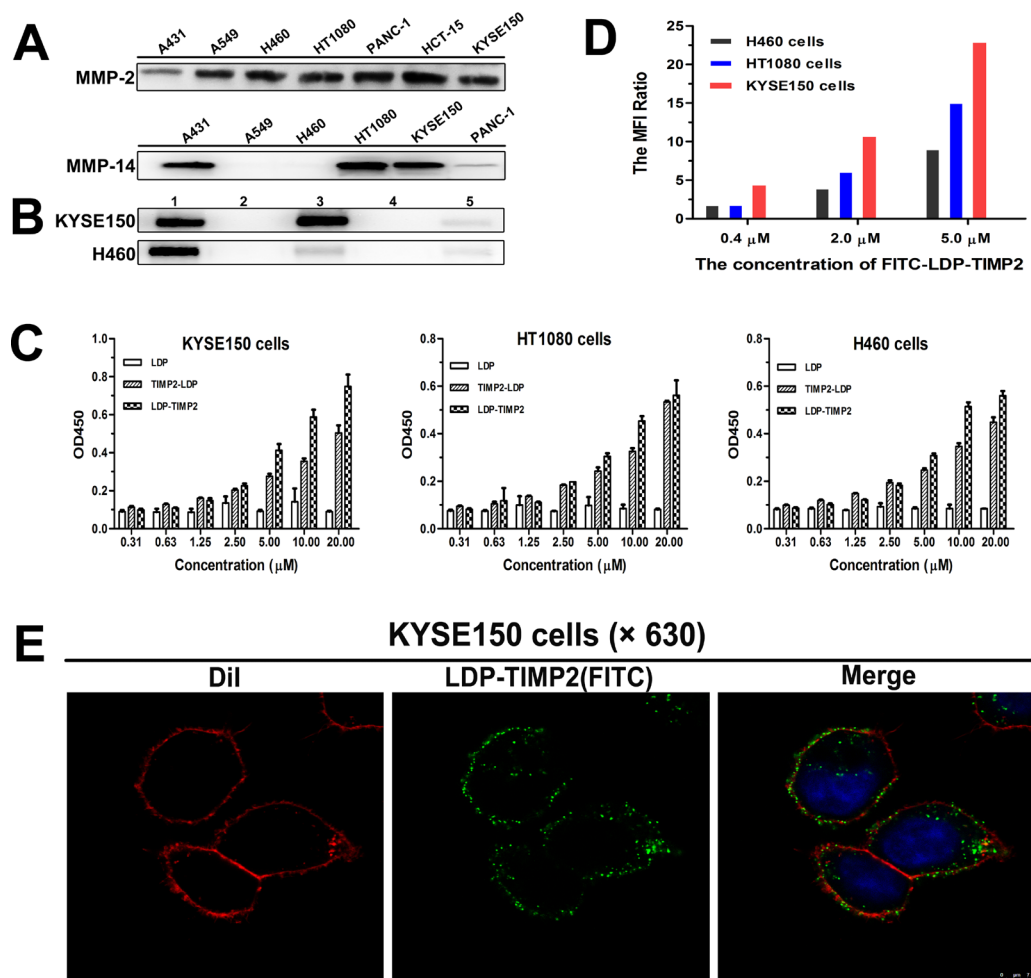 A
A431 A549 H460 HT1080 PANC-1 HCT-15 KYSE150
MMP-2
A431 A549 H460 HT1080 KYSE150 PANC-1
MMP-14
B
1 2 3 4 5
KYSE150
H460
D
H460 cells
HT1080 cells
KYSE150 cells
The MFI Ratio
25
20
15
10
5
0
0.4 μM 2.0 μM 5.0 μM
The concentration of FITC-LDP-TIMP2
C
KYSE150 cells
LDP
TIMP2-LDP
LDP-TIMP2
OD450
1.0
0.8
0.6
0.4
0.2
0.0
0.31 0.63 1.25 2.50 5.00 10.00 20.00
Concentration (μM)
HT1080 cells
LDP
TIMP2-LDP
LDP-TIMP2
OD450
0.8
0.6
0.4
0.2
0.0
0.31 0.63 1.25 2.50 5.00 10.00 20.00
Concentration (μM)
H460 cells
LDP
TIMP2-LDP
LDP-TIMP2
OD450
0.8
0.6
0.4
0.2
0.0
0.31 0.63 1.25 2.50 5.00 10.00 20.00
Concentration (μM)
E
KYSE150 cells (× 630)
Dil LDP-TIMP2(FITC) Merge